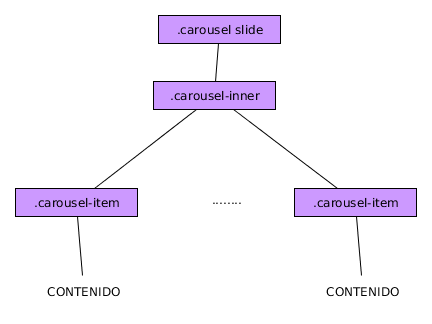 .carousel slide
.carousel-inner
.carousel-item ........ .carousel-item
CONTENIDO CONTENIDO